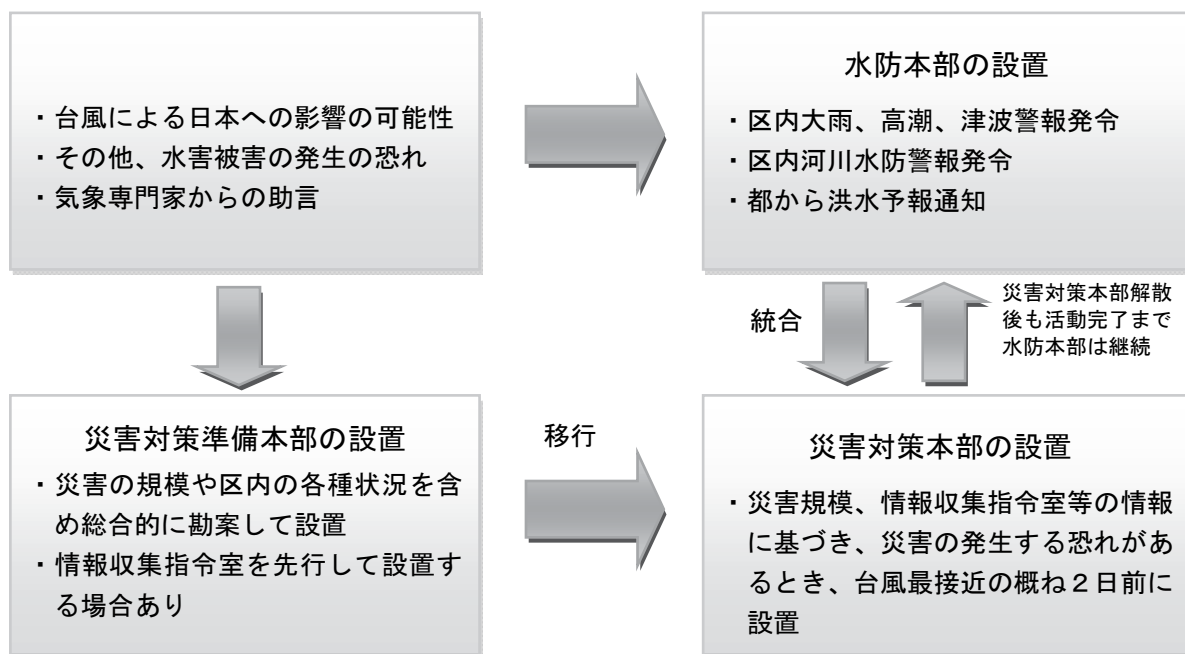 ・台風による日本への影響の可能性
・その他、水害被害の発生の恐れ
・気象専門家からの助言
水防本部の設置
・区内大雨、高潮、津波警報発令
・区内河川水防警報発令
・都から洪水予報通知
統合
災害対策本部解散
後も活動完了まで
水防本部は継続
災害対策準備本部の設置
・災害の規模や区内の各種状況を含
め総合的に勘案して設置
・情報収集指令室を先行して設置す
る場合あり
移行
災害対策本部の設置
・災害規模、情報収集指令室等の情報
に基づき、災害の発生する恐れがあ
るとき、台風最接近の概ね２日前に
設置